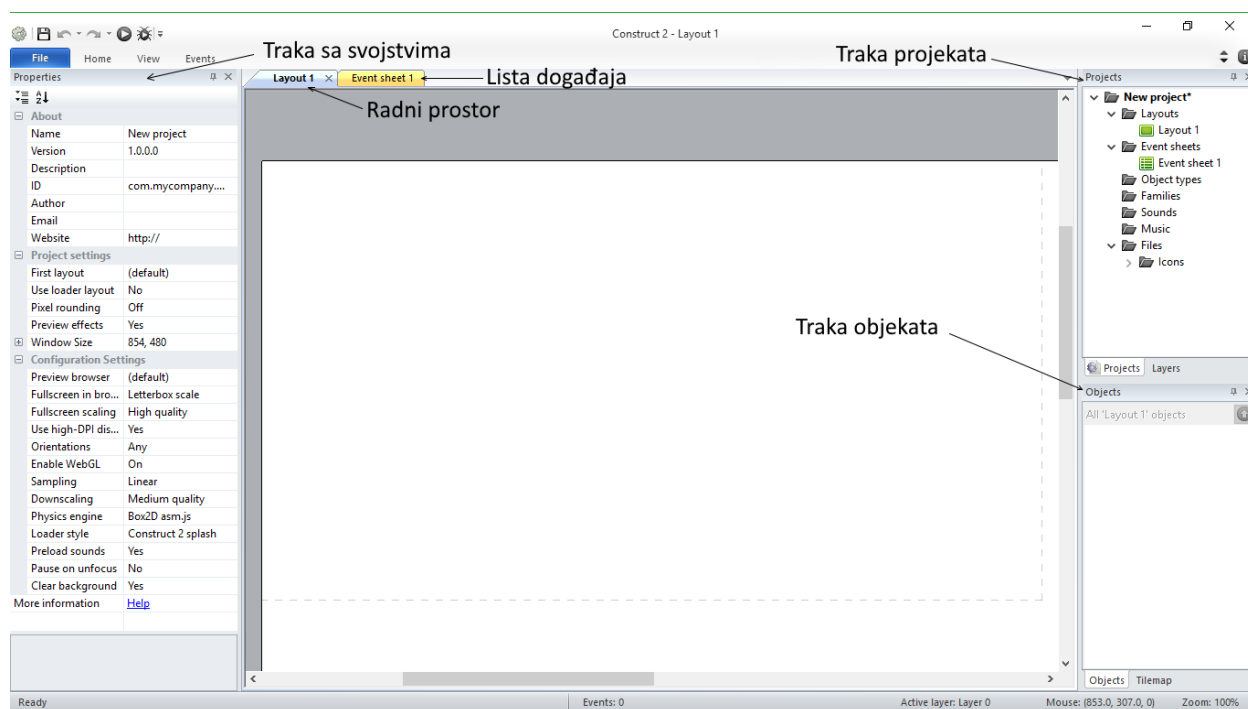 Construct 2 - Layout 1
File Home View Events
Traka sa svojstvima
Traka projekata
Properties
Layout 1
Event sheet 1
Lista događaja
Radni prostor
About
Name New project
Version 1.0.0.0
Description
ID com.mycompany....
Author
Email
Website http://
Project settings
First layout (default)
Use loader layout No
Pixel rounding Off
Preview effects Yes
Window Size 854, 480
Configuration Settings
Preview browser (default)
Fullscreen in bro... Letterbox scale
Fullscreen scaling High quality
Use high-DPI dis... Yes
Orientations Any
Enable WebGL On
Sampling Linear
Downscaling Medium quality
Physics engine Box2D asm.js
Loader style Construct 2 splash
Preload sounds Yes
Pause on unfocus No
Clear background Yes
More information Help
Projects
New project*
Layouts
Layout 1
Event sheets
Event sheet 1
Object types
Families
Sounds
Music
Files
Icons
Traka objekata
Projects Layers
Objects
All 'Layout 1' objects
Objects Tilemap
Ready Events: 0 Active layer: Layer 0 Mouse: (853.0, 307.0, 0) Zoom: 100%